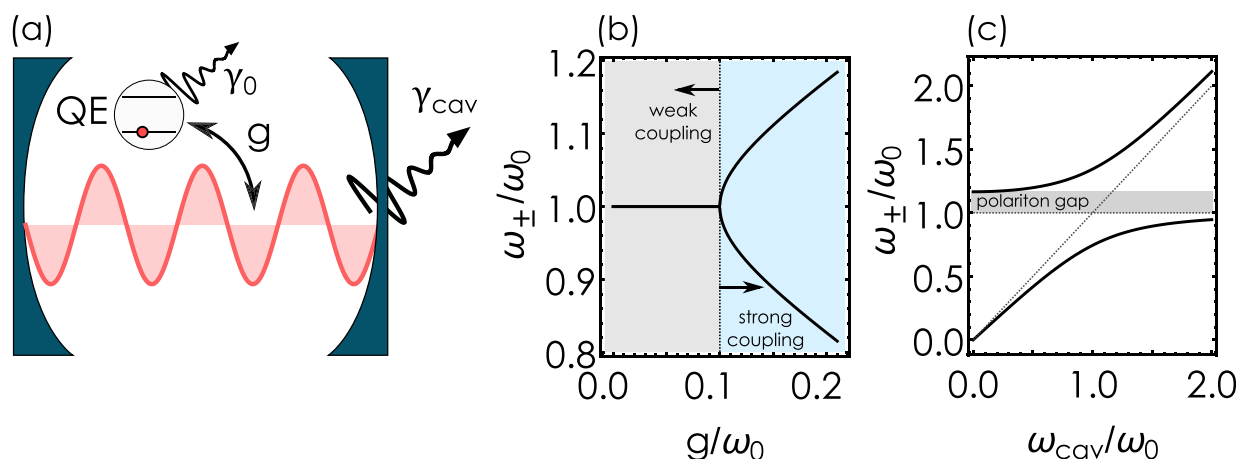 (a)
QE
γ0
g
γcav
(b)
ω±/ω0
1.2
1.1
1.0
0.9
0.8
weak
coupling
strong
coupling
0.0
0.1
0.2
g/ω0
(c)
ω±/ω0
2.0
1.5
1.0
0.5
0.0
polariton gap
0.0
1.0
2.0
ωcav/ω0